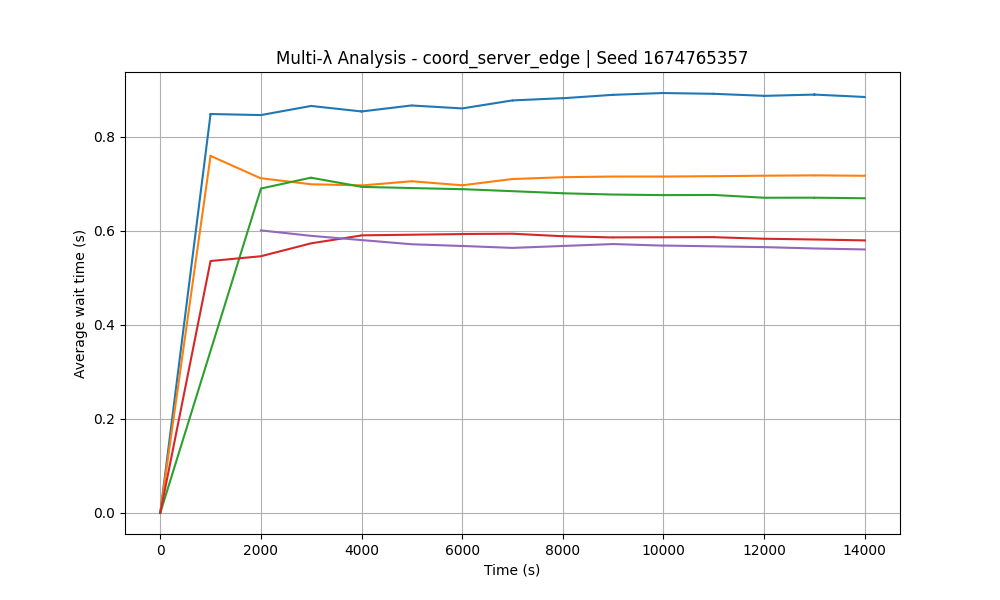 Multi-λ Analysis - coord_server_edge | Seed 1674765357
Average wait time (s)
0.8
0.6
0.4
0.2
0.0
0 2000 4000 6000 8000 10000 12000 14000
Time (s)